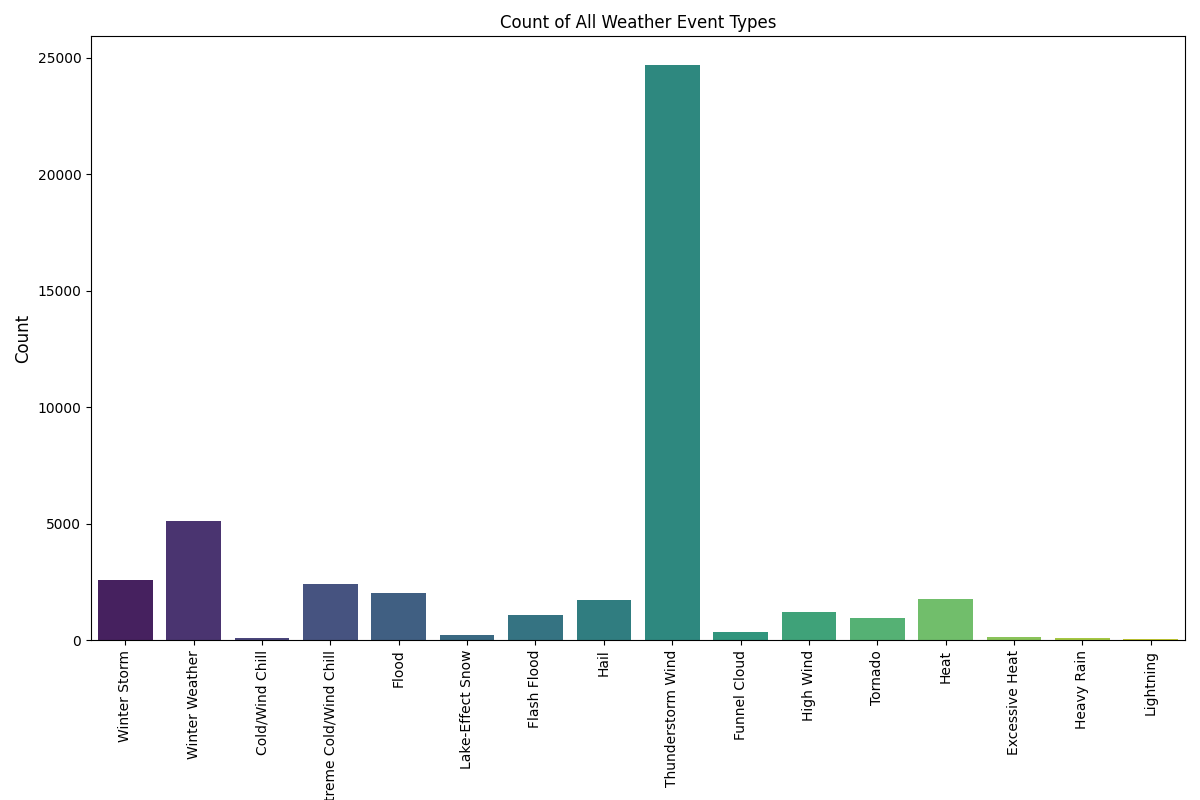 Count of All Weather Event Types
25000
20000
15000
10000
5000
0
Count
Winter Storm
Winter Weather
Cold/Wind Chill
treme Cold/Wind Chill
Flood
Lake-Effect Snow
Flash Flood
Hail
Thunderstorm Wind
Funnel Cloud
High Wind
Tornado
Heat
Excessive Heat
Heavy Rain
Lightning